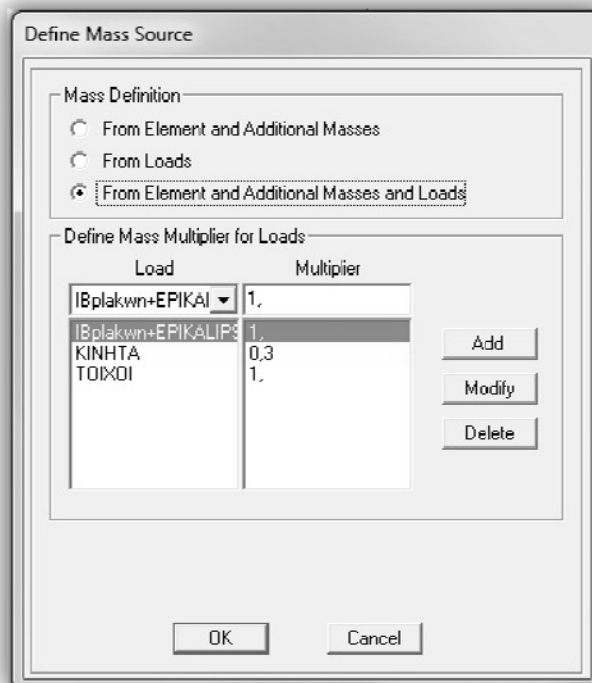 Define Mass Source
Mass Definition
From Element and Additional Masses
From Loads
From Element and Additional Masses and Loads
Define Mass Multiplier for Loads
Load Multiplier
IBplakwn+EPIKAI 1,
IBplakwn+EPIKALIPS 1,
KINHTA 0,3
TOIXOI 1,
Add
Modify
Delete
OK Cancel